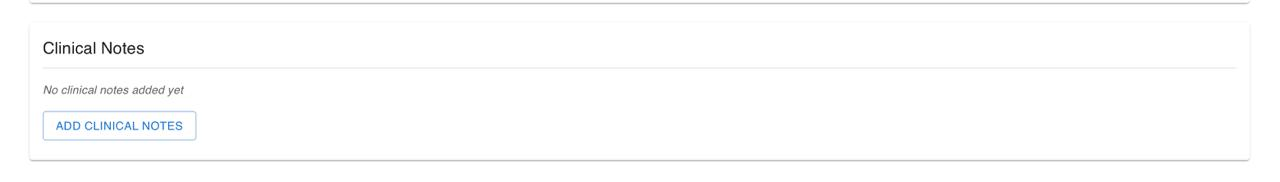 Clinical Notes
No clinical notes added yet
ADD CLINICAL NOTES